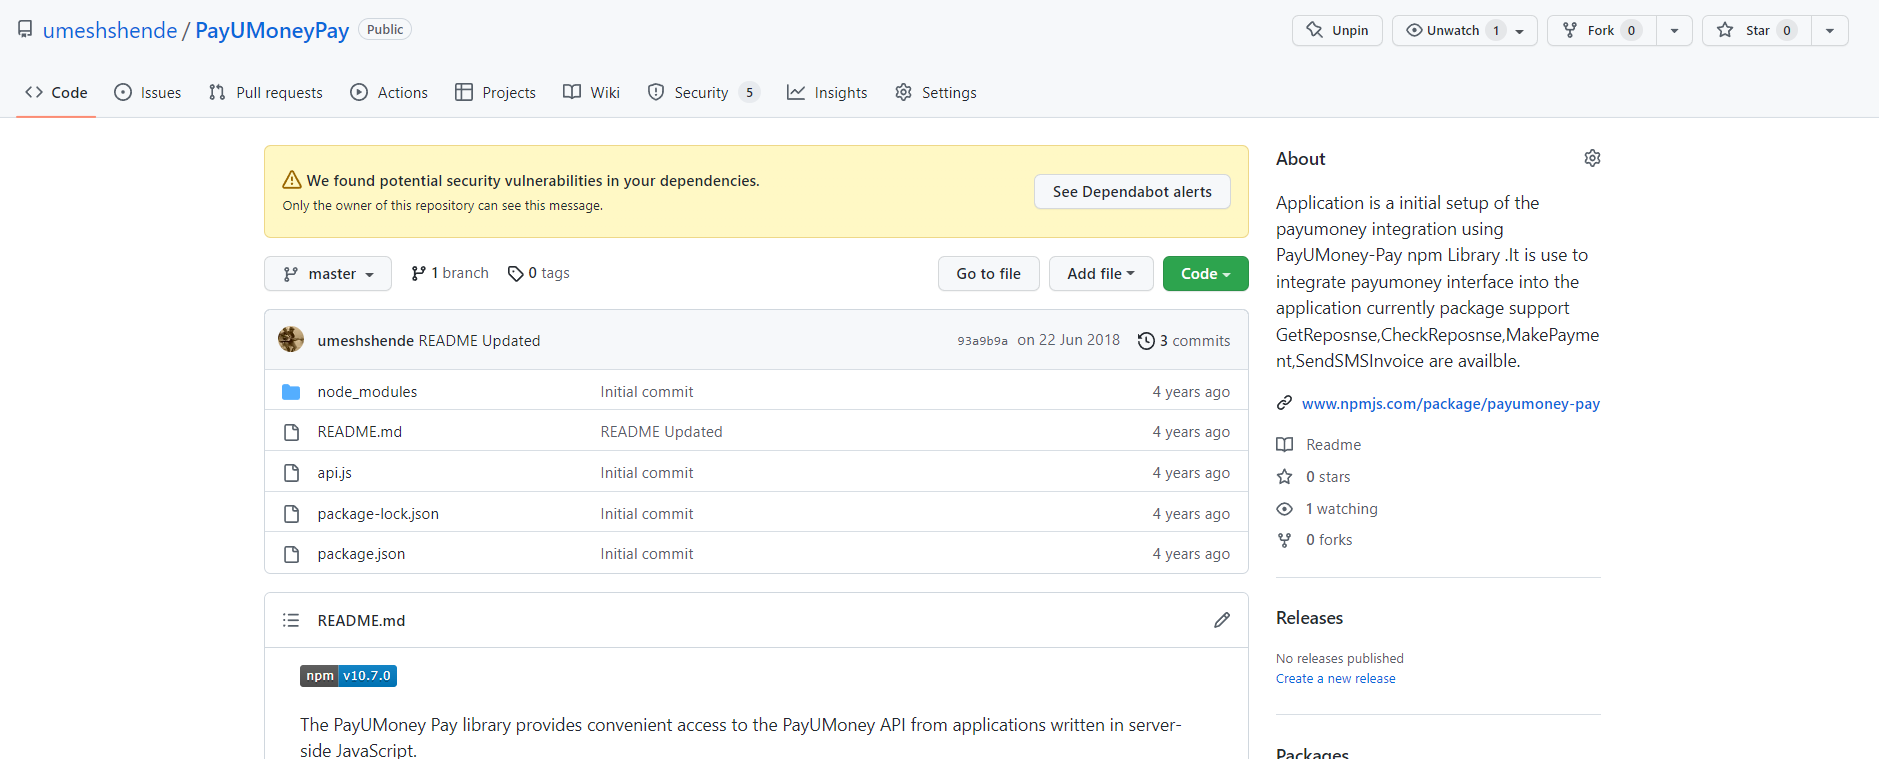 umeshshende / PayUMoneyPay Public
Unpin Unwatch 1 Fork 0 Star 0
Code Issues Pull requests Actions Projects Wiki Security 5 Insights Settings
We found potential security vulnerabilities in your dependencies.
Only the owner of this repository can see this message.
See Dependabot alerts
master 1 branch 0 tags Go to file Add file Code
umeshshende README Updated 93a9b9a on 22 Jun 2018 3 commits
node_modules Initial commit 4 years ago
README.md README Updated 4 years ago
api.js Initial commit 4 years ago
package-lock.json Initial commit 4 years ago
package.json Initial commit 4 years ago
README.md
npm v10.7.0
The PayUMoney Pay library provides convenient access to the PayUMoney API from applications written in server-
side JavaScript.
About
Application is a initial setup of the
payumoney integration using
PayUMoney-Pay npm Library .It is use to
integrate payumoney interface into the
application currently package support
GetReposnse,CheckReposnse,MakePayme
nt,SendSMSInvoice are availble.
www.npmjs.com/package/payumoney-pay
Readme
0 stars
1 watching
0 forks
Releases
No releases published
Create a new release
Packages